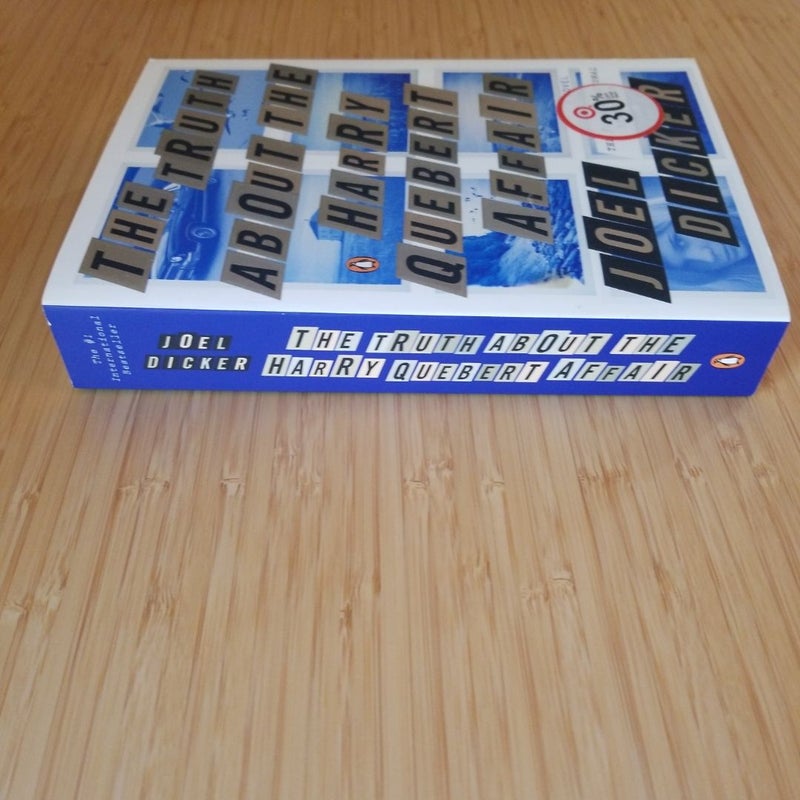 THE TRUTH
ABOUT THE
HARRY
QUEBERT
AFFAIR
30%
JOEL
DICKER
The #1
International
Bestseller
JOEL
DICKER
THE TRUTH ABOUT THE
HARRY QUEBERT AFFAIR